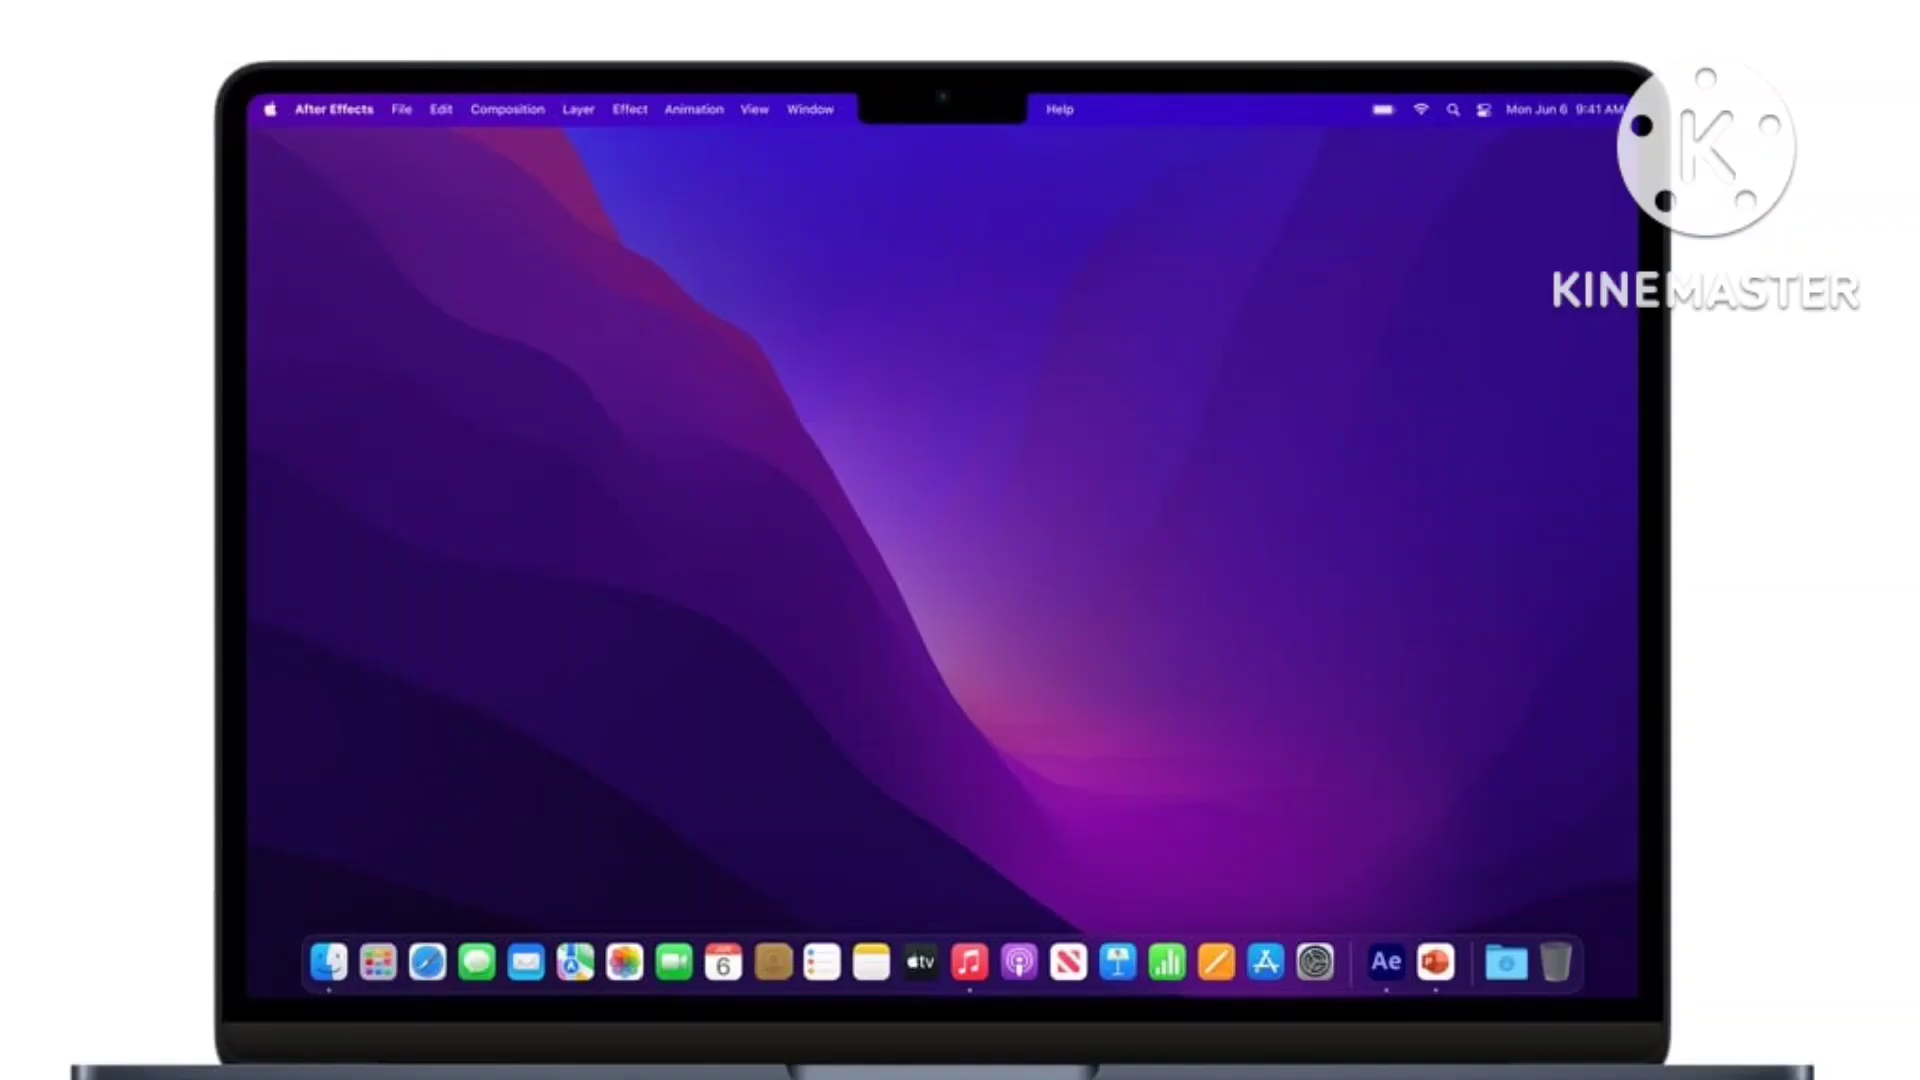 After Effects File Edit Composition Layer Effect Animation View Window Help Mon Jun 6 9:41 AM
K
KINEMASTER
6
tv
Ae